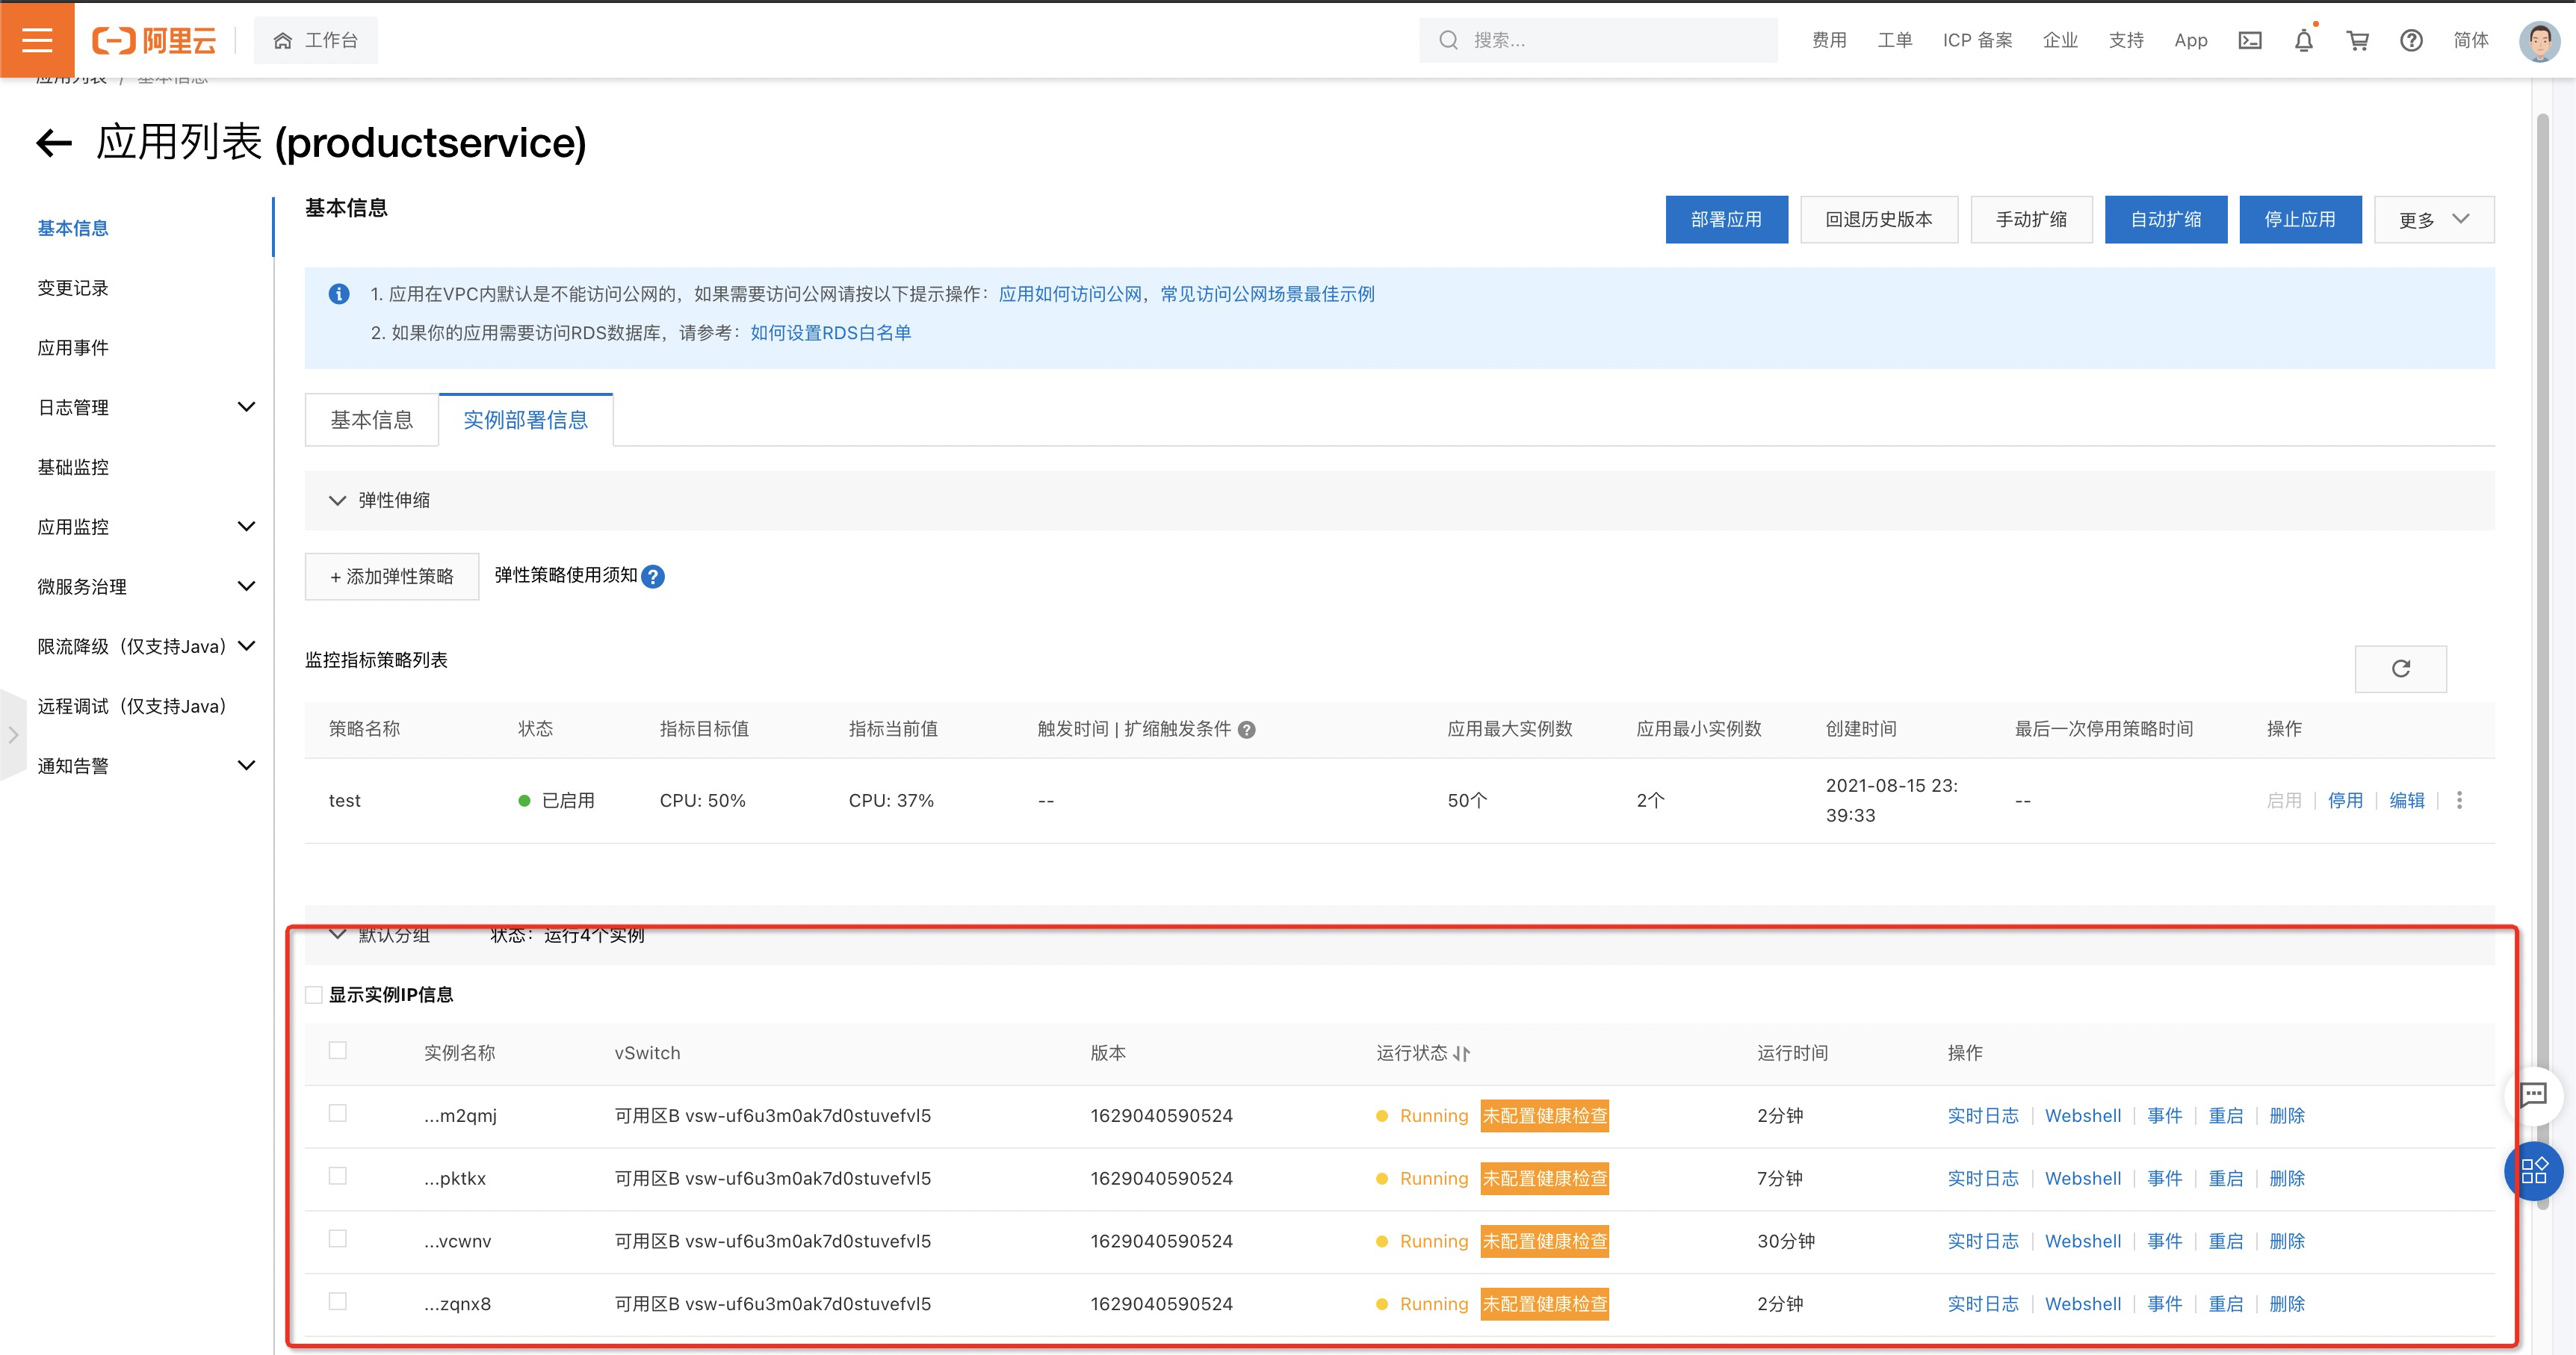 阿里云
工作台
搜索...
费用 工单 ICP 备案 企业 支持 App 简体
应用列表 / 基本信息
应用列表 (productservice)
基本信息
变更记录
应用事件
日志管理
基础监控
应用监控
微服务治理
限流降级（仅支持Java）
远程调试（仅支持Java）
通知告警
基本信息
部署应用 回退历史版本 手动扩缩 自动扩缩 停止应用 更多
1. 应用在VPC内默认是不能访问公网的，如果需要访问公网请按以下提示操作：应用如何访问公网，常见访问公网场景最佳示例
2. 如果你的应用需要访问RDS数据库，请参考：如何设置RDS白名单
基本信息 实例部署信息
弹性伸缩
+ 添加弹性策略 弹性策略使用须知
监控指标策略列表
策略名称 状态 指标目标值 指标当前值 触发时间 | 扩缩触发条件 应用最大实例数 应用最小实例数 创建时间 最后一次停用策略时间 操作
test 已启用 CPU: 50% CPU: 37% -- 50个 2个 2021-08-15 23:39:33 -- 启用 停用 编辑
默认分组 状态：运行4个实例
显示实例IP信息
实例名称 vSwitch 版本 运行状态 运行时间 操作
...m2qmj 可用区B vsw-uf6u3m0ak7d0stuvefvl5 1629040590524 Running 未配置健康检查 2分钟 实时日志 Webshell 事件 重启 删除
...pktkx 可用区B vsw-uf6u3m0ak7d0stuvefvl5 1629040590524 Running 未配置健康检查 7分钟 实时日志 Webshell 事件 重启 删除
...vcwnv 可用区B vsw-uf6u3m0ak7d0stuvefvl5 1629040590524 Running 未配置健康检查 30分钟 实时日志 Webshell 事件 重启 删除
...zqnx8 可用区B vsw-uf6u3m0ak7d0stuvefvl5 1629040590524 Running 未配置健康检查 2分钟 实时日志 Webshell 事件 重启 删除